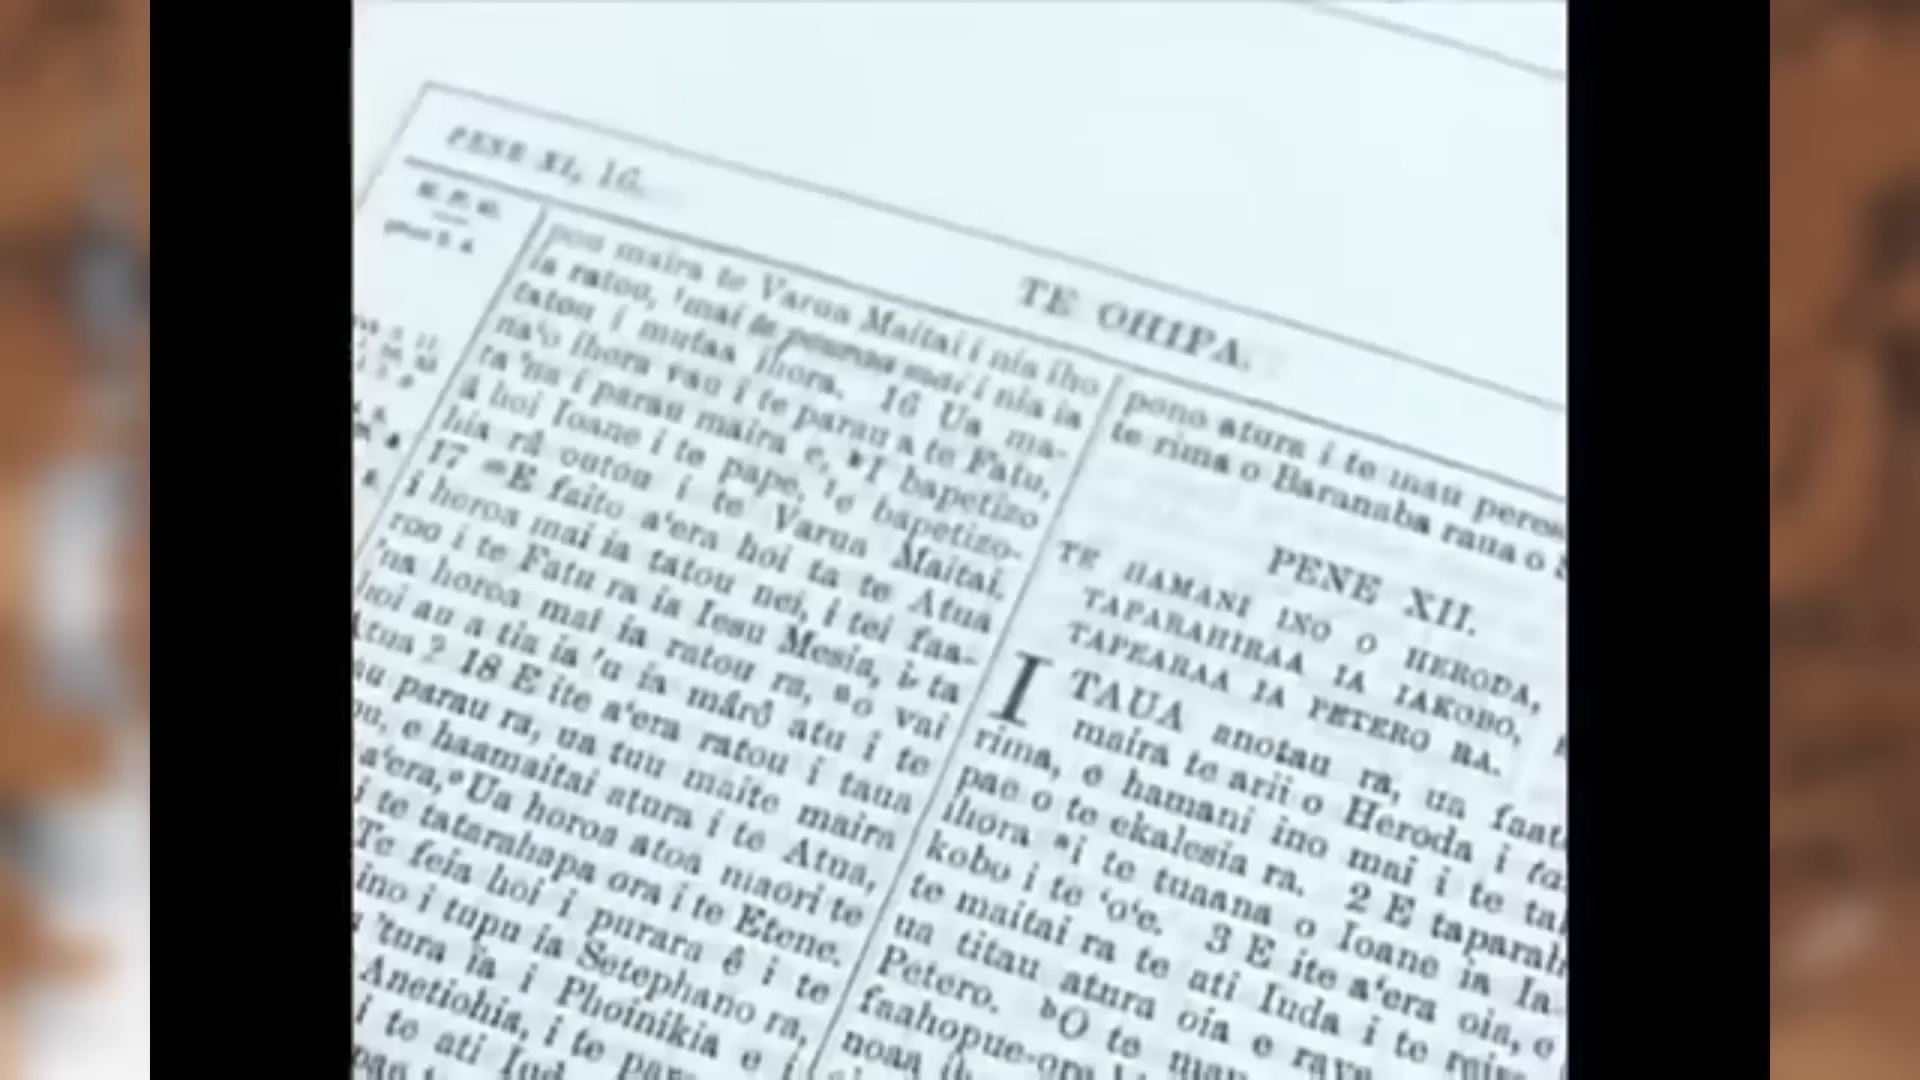 PENE XI, 16.
TE OHIPA.
pou maira te Varua Maitai i nia iho
ia ratou, mai te pouraa mai i nia ia
tatou i mutaa ihora. 16 Ua ma-
na‘o ihora vau i te parau a te Fatu,
ta ’na i parau maira e, I bapetizo
â hoi Ioane i te pape, e bapetizo-
hia râ outou i te Varua Maitai.
17 E faito a‘era hoi ta te Atua
i horoa mai ia tatou nei, i tei faa-
roo i te Fatu ra ia Iesu Mesia, i ta
’na horoa mai ia ratou ra, o vai
hoi au a tia ia ’u ia mârô atu i te
Atua? 18 E ite a‘era ratou i taua
parau ra, ua tuu maite maira
e haamaitai atura i te Atua,
a‘era, Ua horoa atoa maori te
i te tatarahapa ora i te Etene.
Te feia hoi i purara ê i te
ino i tupu ia Setephano ra,
’tura ïa i Phoinikia e i
Anetiohia, i te
i te ati
pono atura i te mau
te rima o Baranaba raua o
PENE XII.
TE HAMANI INO O HERODA,
TAPARAHIRAA IA IAKOBO,
TAPEARAA IA PETERO RA.
I TAUA anotau ra, ua
maira te arii o Heroda i
rima, e hamani ino mai i te
pae o te ekalesia ra. 2 E
ihora i te tuaana o Ioane ia Ia-
kobo i te ‘o‘e. 3 E ite a‘era oia, e
te maitai ra te ati Iuda i te
ua titau atura oia e
Petero. O te